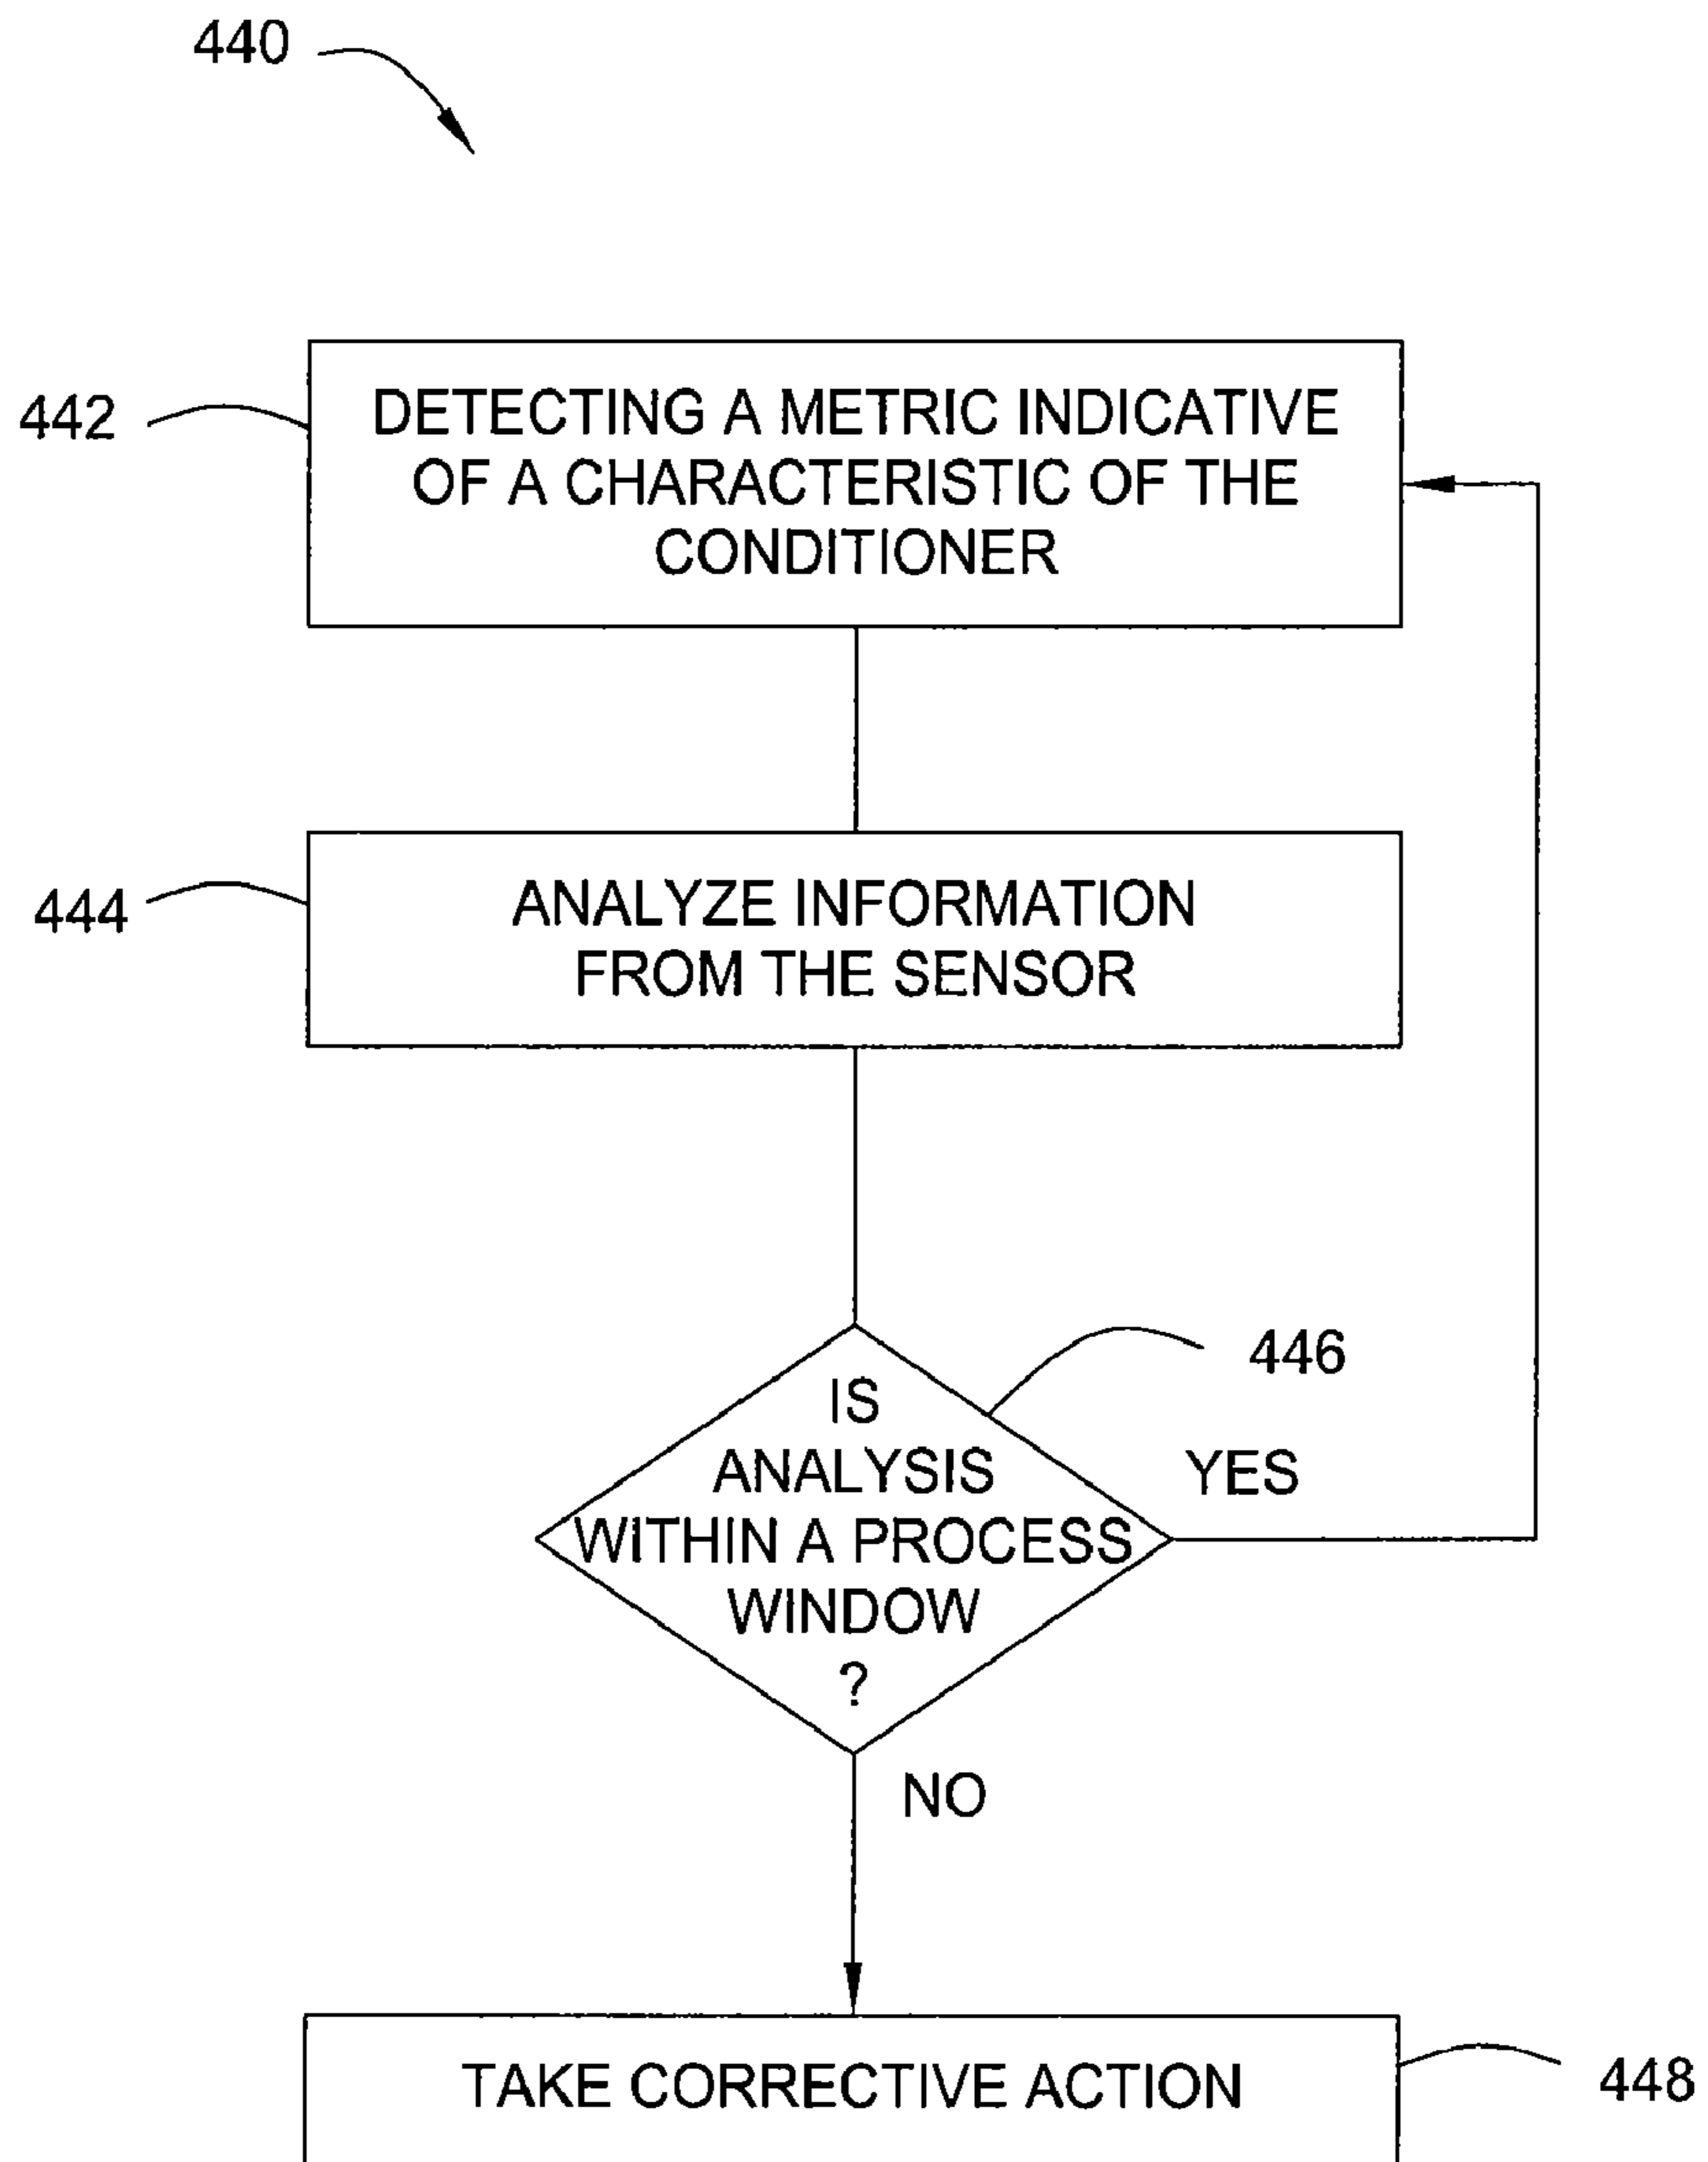 440
442
DETECTING A METRIC INDICATIVE
OF A CHARACTERISTIC OF THE
CONDITIONER
444
ANALYZE INFORMATION
FROM THE SENSOR
446
IS
ANALYSIS
WITHIN A PROCESS
WINDOW
?
YES
NO
TAKE CORRECTIVE ACTION
448